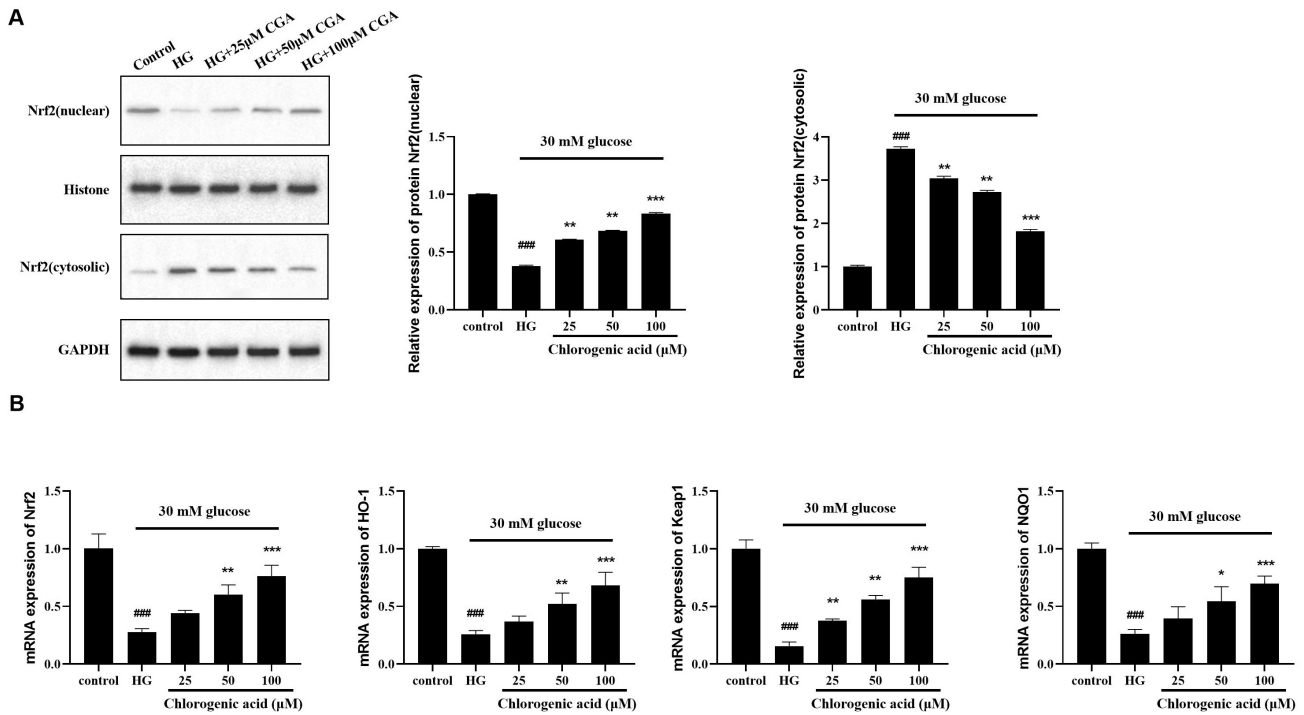 A
Control
HG
HG+25μM CGA
HG+50μM CGA
HG+100μM CGA
Nrf2(nuclear)
Histone
Nrf2(cytosolic)
GAPDH
Relative expression of protein Nrf2(nuclear)
1.5
1.0
0.5
0.0
30 mM glucose
###
**
**
***
control HG 25 50 100
Chlorogenic acid (μM)
Relative expression of protein Nrf2(cytosolic)
4
3
2
1
0
30 mM glucose
###
**
**
***
control HG 25 50 100
Chlorogenic acid (μM)
B
mRNA expression of Nrf2
1.5
1.0
0.5
0.0
30 mM glucose
###
**
***
control HG 25 50 100
Chlorogenic acid (μM)
mRNA expression of HO-1
1.5
1.0
0.5
0.0
30 mM glucose
###
**
***
control HG 25 50 100
Chlorogenic acid (μM)
mRNA expression of Keap1
1.5
1.0
0.5
0.0
30 mM glucose
###
**
**
***
control HG 25 50 100
Chlorogenic acid (μM)
mRNA expression of NQO1
1.5
1.0
0.5
0.0
30 mM glucose
###
*
***
control HG 25 50 100
Chlorogenic acid (μM)